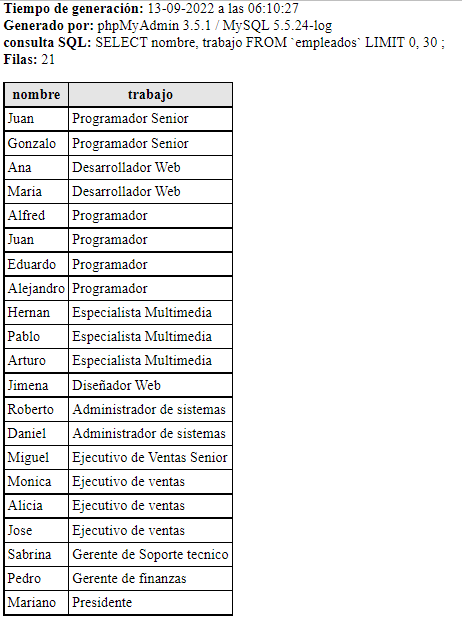 Tiempo de generación: 13-09-2022 a las 06:10:27
Generado por: phpMyAdmin 3.5.1 / MySQL 5.5.24-log
consulta SQL: SELECT nombre, trabajo FROM `empleados` LIMIT 0, 30 ;
Filas: 21
nombre trabajo
Juan Programador Senior
Gonzalo Programador Senior
Ana Desarrollador Web
Maria Desarrollador Web
Alfred Programador
Juan Programador
Eduardo Programador
Alejandro Programador
Hernan Especialista Multimedia
Pablo Especialista Multimedia
Arturo Especialista Multimedia
Jimena Diseñador Web
Roberto Administrador de sistemas
Daniel Administrador de sistemas
Miguel Ejecutivo de Ventas Senior
Monica Ejecutivo de ventas
Alicia Ejecutivo de ventas
Jose Ejecutivo de ventas
Sabrina Gerente de Soporte tecnico
Pedro Gerente de finanzas
Mariano Presidente